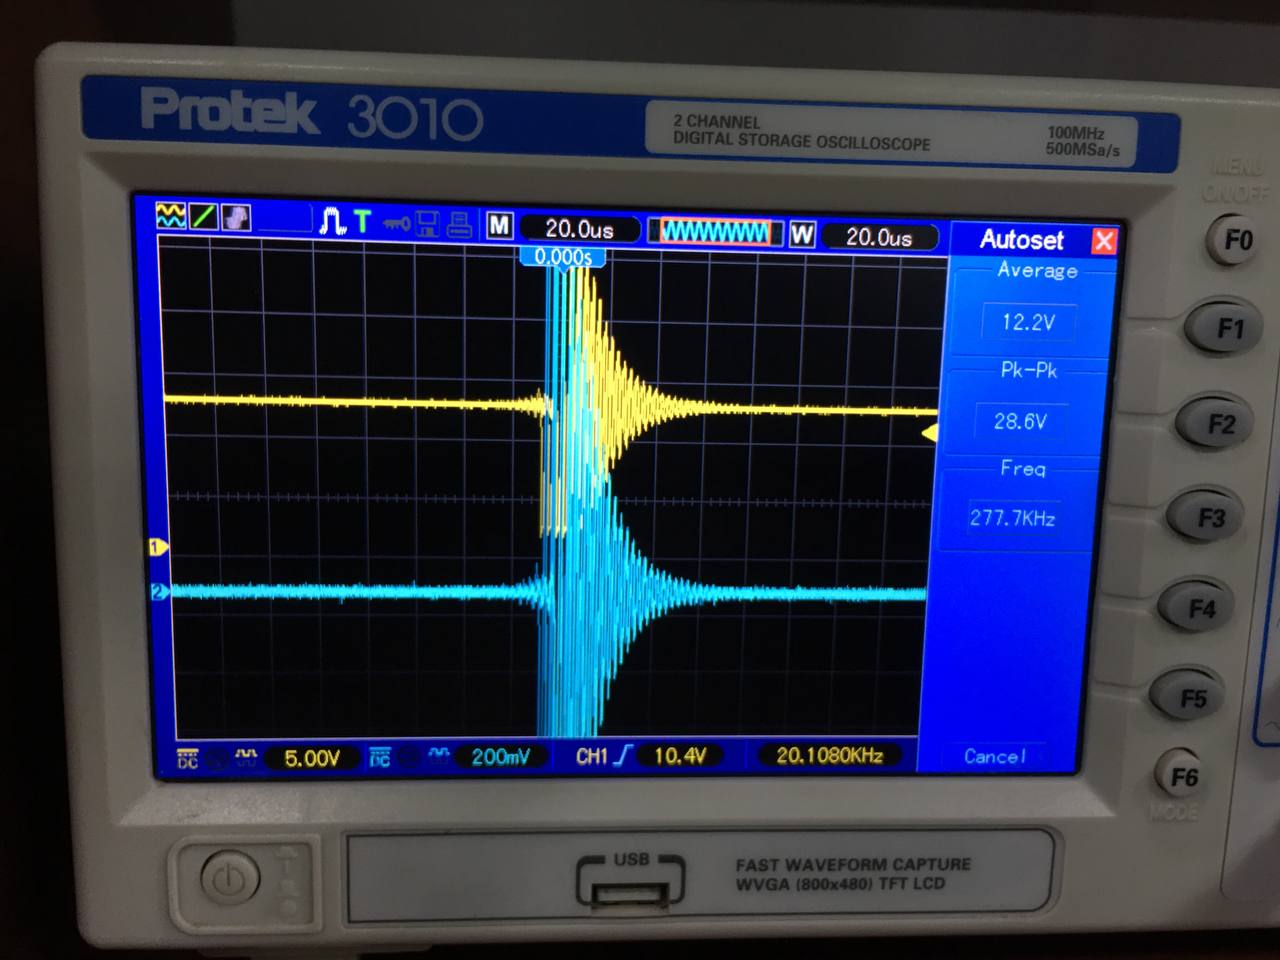 Protek 3010
2 CHANNEL
DIGITAL STORAGE OSCILLOSCOPE
100MHz
500MSa/s
MENU
ON/OFF
F0
T M 20.0us W 20.0us
Autoset X
0.000s
Average
12.2V
F1
Pk-Pk
28.6V
F2
Freq
277.7KHz
F3
1
2
F4
F5
DC 5.00V DC 200mV CH1 10.4V 20.1080KHz
Cancel
F6
MODE
USB
FAST WAVEFORM CAPTURE
WVGA (800x480) TFT LCD